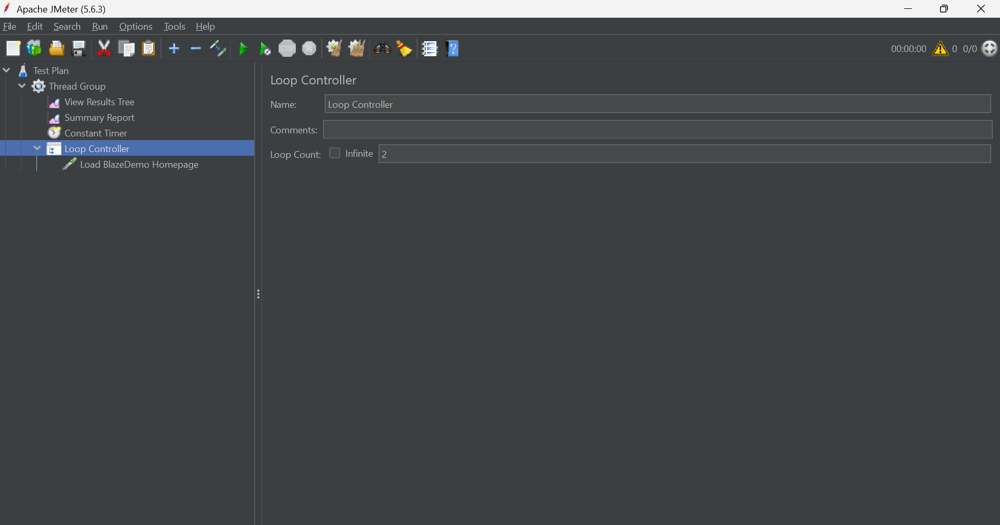 Apache JMeter (5.6.3)
File Edit Search Run Options Tools Help
STOP
?
00:00:00 0 0/0
Test Plan
Thread Group
View Results Tree
Summary Report
Constant Timer
Loop Controller
Load BlazeDemo Homepage
Loop Controller
Name: Loop Controller
Comments:
Loop Count: Infinite 2